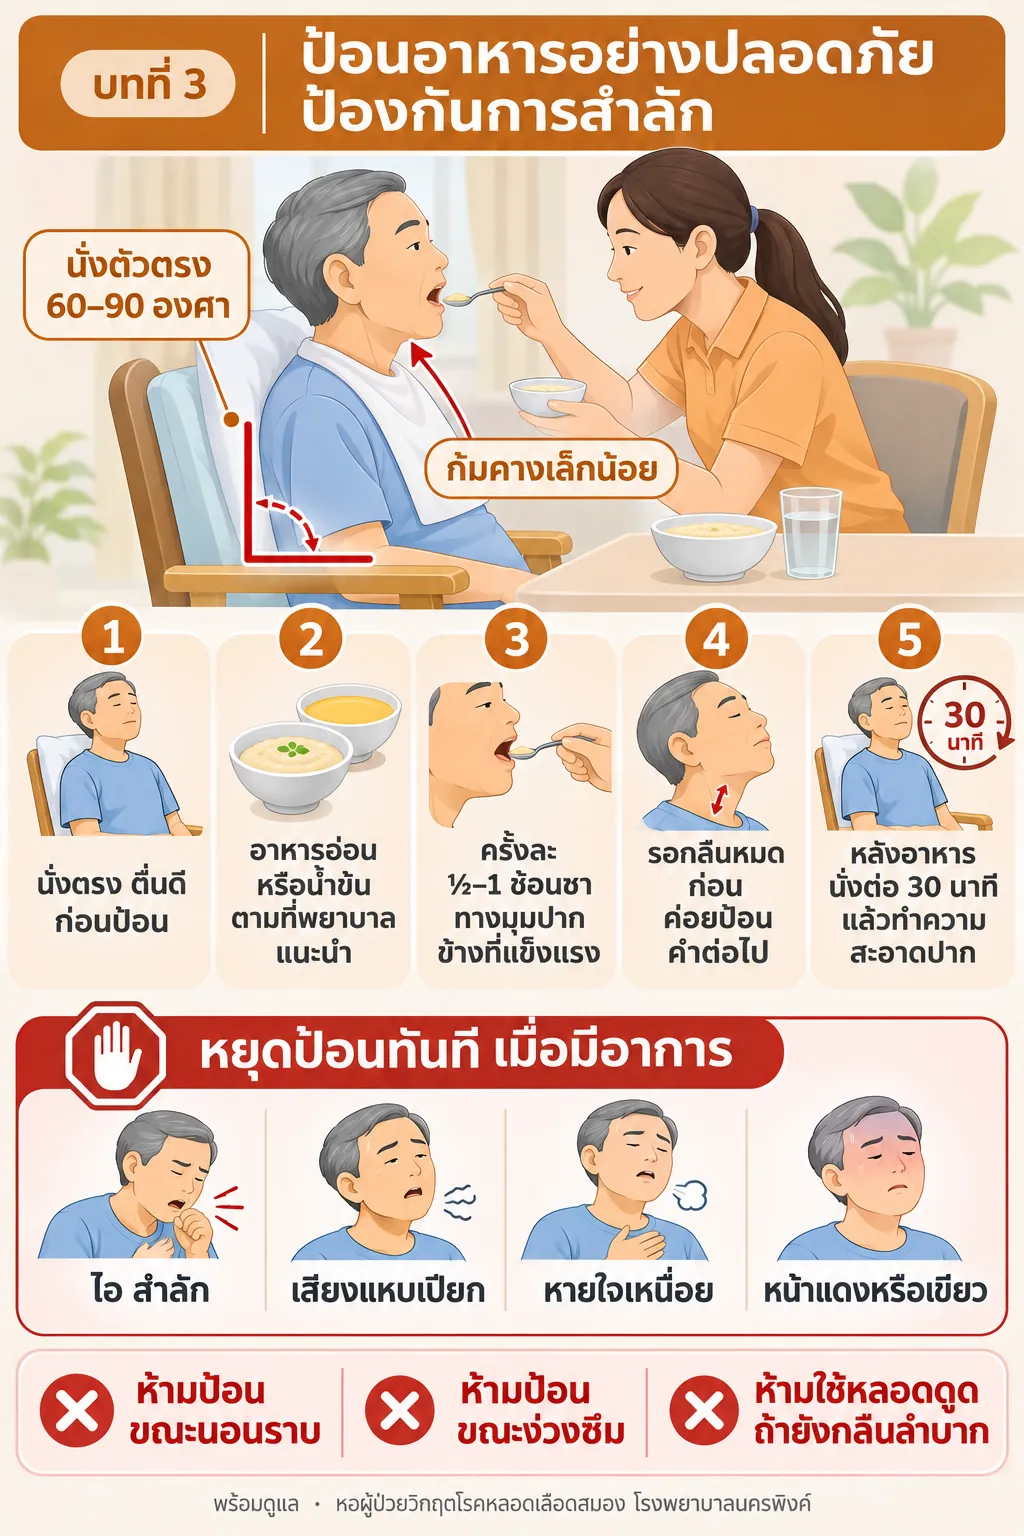 บทที่ 3
ป้อนอาหารอย่างปลอดภัย
ป้องกันการสำลัก
นั่งตัวตรง
60–90 องศา
ก้มคางเล็กน้อย
1
นั่งตรง ตื่นดี
ก่อนป้อน
2
อาหารอ่อน
หรือน้ำข้น
ตามที่พยาบาล
แนะนำ
3
ครั้งละ
½–1 ช้อนชา
ทางมุมปาก
ข้างที่แข็งแรง
4
รอกลืนหมด
ก่อน
ค่อยป้อน
คำต่อไป
5
30
นาที
หลังอาหาร
นั่งต่อ 30 นาที
แล้วทำความ
สะอาดปาก
หยุดป้อนทันที เมื่อมีอาการ
ไอ สำลัก
เสียงแหบเปียก
หายใจเหนื่อย
หน้าแดงหรือเขียว
ห้ามป้อน
ขณะนอนราบ
ห้ามป้อน
ขณะง่วงซึม
ห้ามใช้หลอดดูด
ถ้ายังกลืนลำบาก
พร้อมดูแล • หอผู้ป่วยวิกฤตโรคหลอดเลือดสมอง โรงพยาบาลนครพิงค์